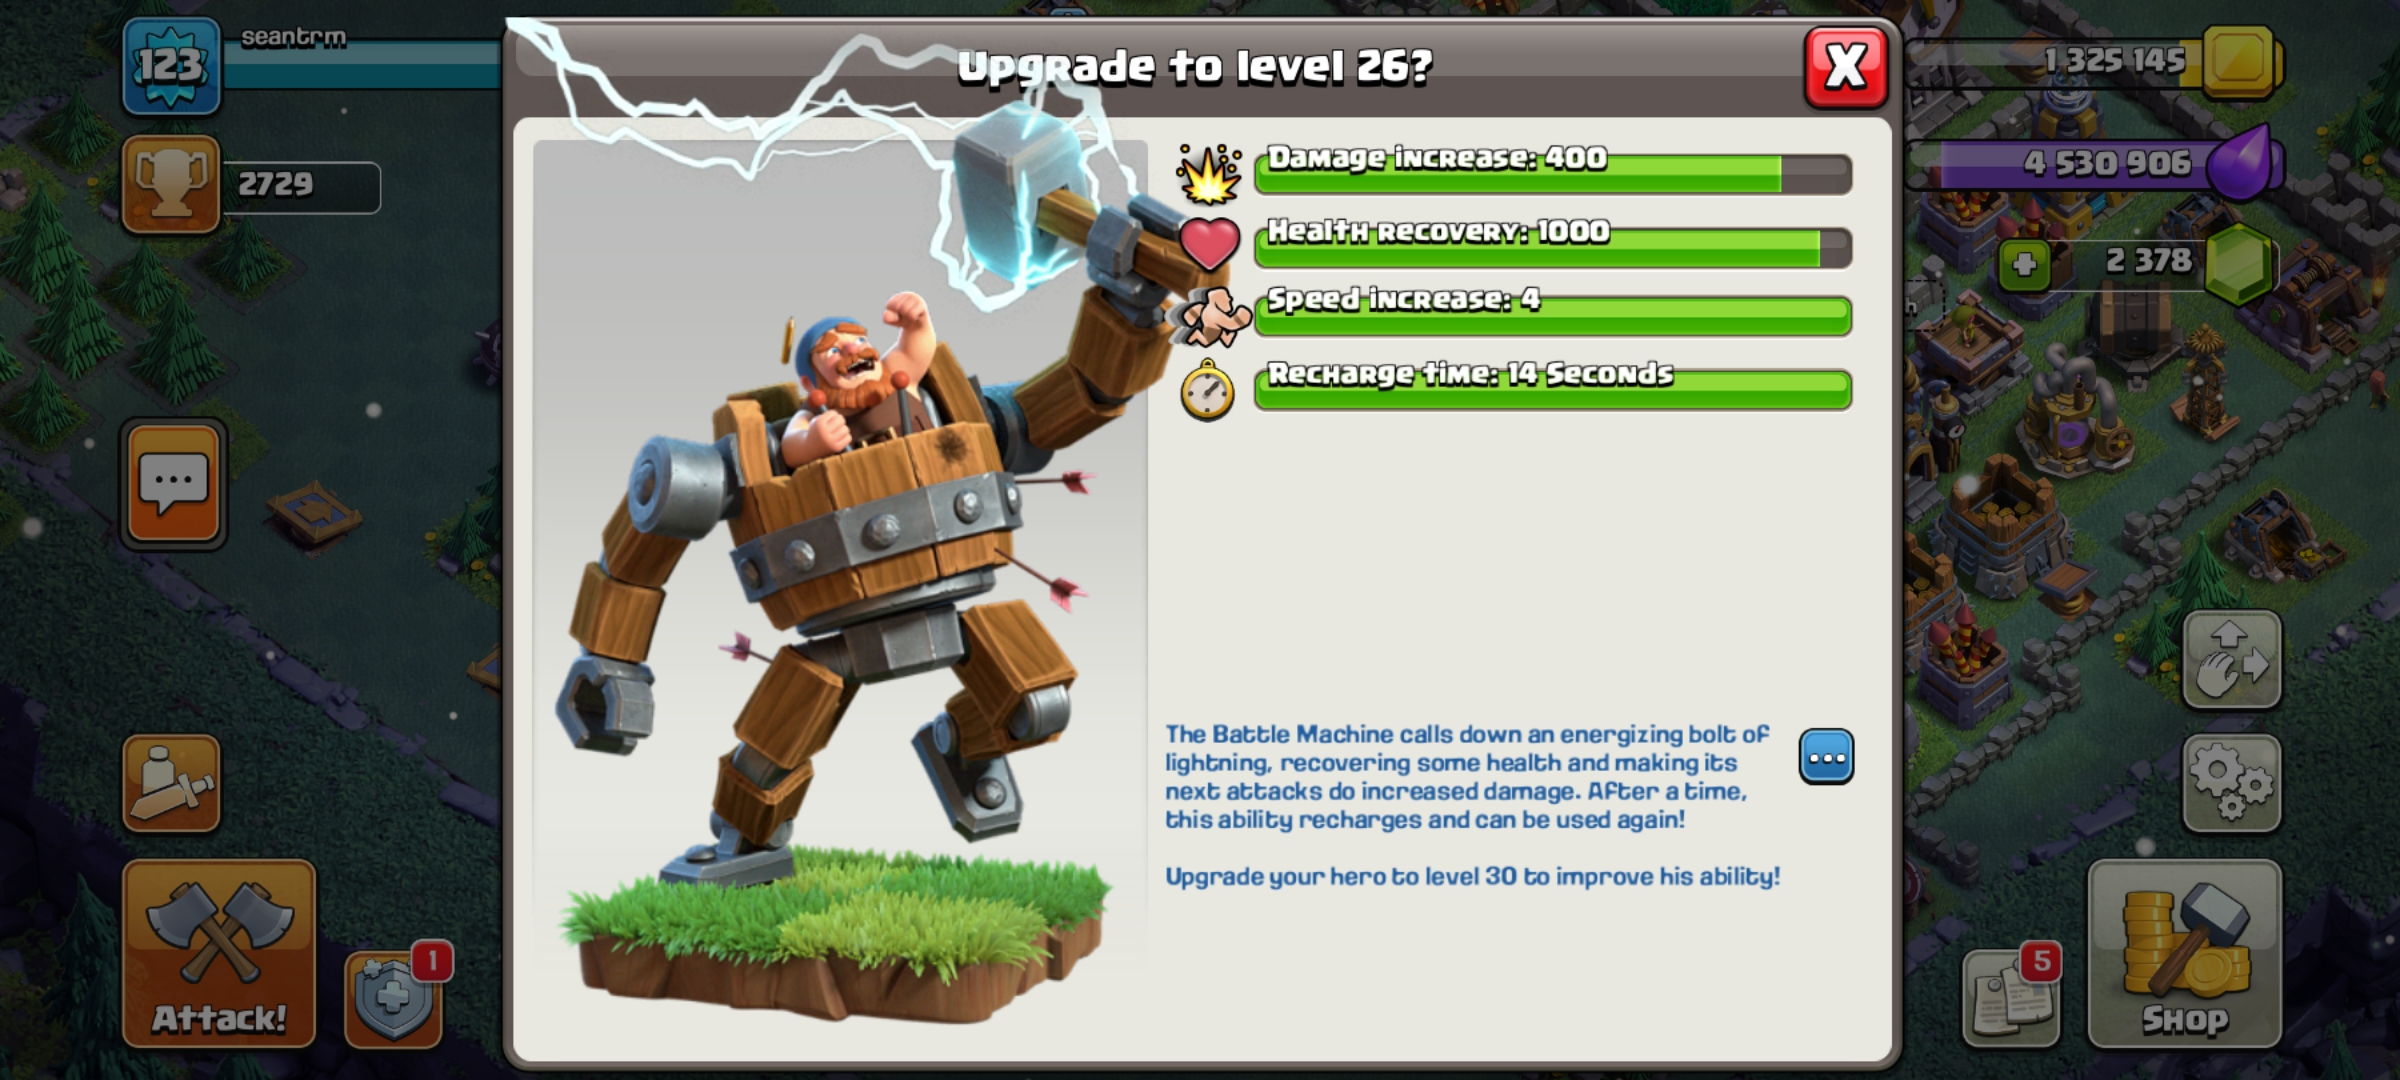 123
seantrm
2729
Upgrade to level 26?
X
1 325 145
4 530 906
2 378
Damage increase: 400
Health recovery: 1000
Speed increase: 4
Recharge time: 14 Seconds
The Battle Machine calls down an energizing bolt of
lightning, recovering some health and making its
next attacks do increased damage. After a time,
this ability recharges and can be used again!
Upgrade your hero to level 30 to improve his ability!
Attack!
1
5
Shop